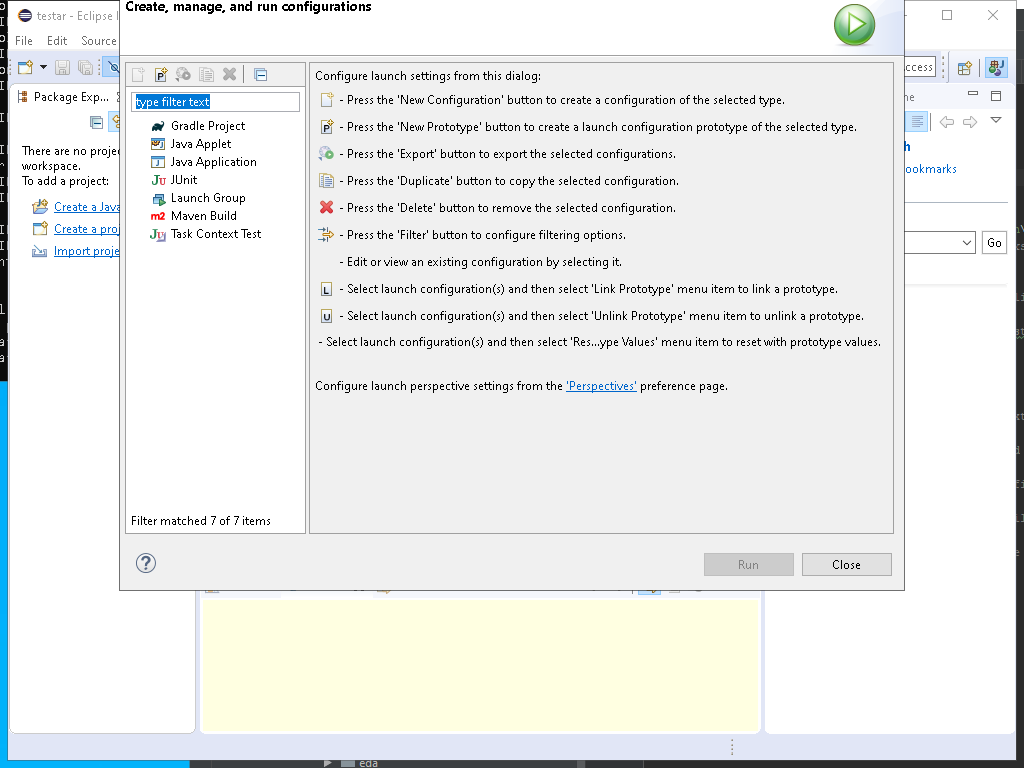 testar - Eclipse
Create, manage, and run configurations
File Edit Source
type filter text
Gradle Project
Java Applet
Java Application
JUnit
Launch Group
Maven Build
Task Context Test
Filter matched 7 of 7 items
Configure launch settings from this dialog:
- Press the 'New Configuration' button to create a configuration of the selected type.
- Press the 'New Prototype' button to create a launch configuration prototype of the selected type.
- Press the 'Export' button to export the selected configurations.
- Press the 'Duplicate' button to copy the selected configuration.
- Press the 'Delete' button to remove the selected configuration.
- Press the 'Filter' button to configure filtering options.
- Edit or view an existing configuration by selecting it.
- Select launch configuration(s) and then select 'Link Prototype' menu item to link a prototype.
- Select launch configuration(s) and then select 'Unlink Prototype' menu item to unlink a prototype.
- Select launch configuration(s) and then select 'Res...ype Values' menu item to reset with prototype values.
Configure launch perspective settings from the 'Perspectives' preference page.
Run
Close
Package Exp...
There are no proje
workspace.
To add a project:
Create a Java
Create a pro
Import proje
ccess
ookmarks
Go
eda